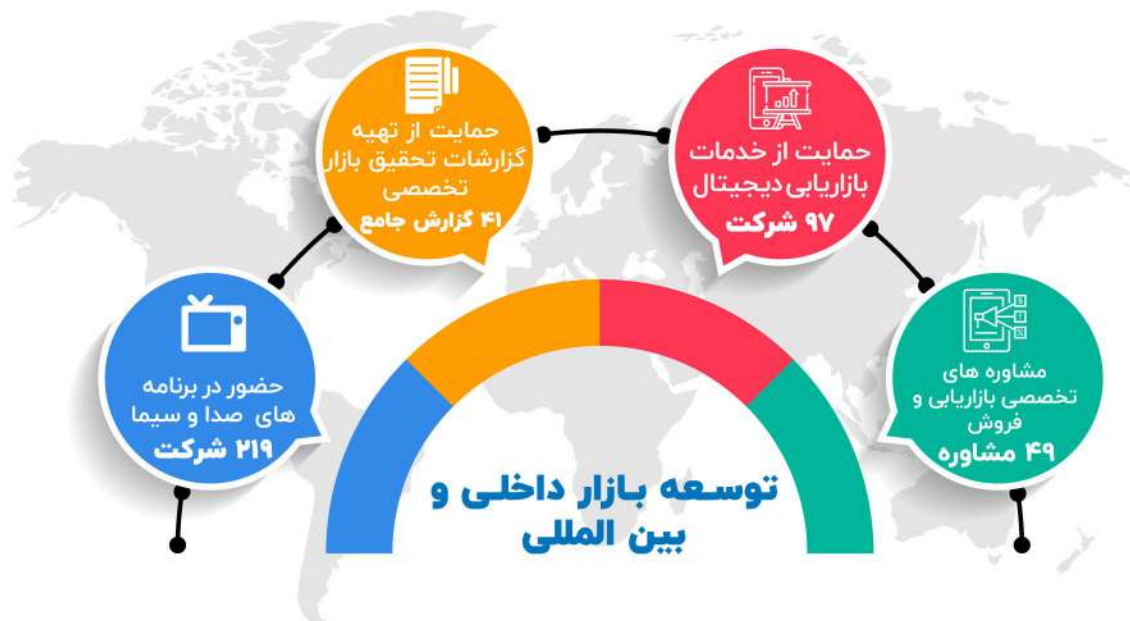 حمایت از خدمات
بازاریابی دیجیتال
۹۷ شرکت
حمایت از تهیه
گزارشات تحقیق بازار
تخصصی
۴۱ گزارش جامع
مشاوره های
تخصصی بازاریابی و
فروش
۴۹ مشاوره
حضور در برنامه
های صدا و سیما
۲۱۹ شرکت
توسعه بازار داخلی و
بین المللی